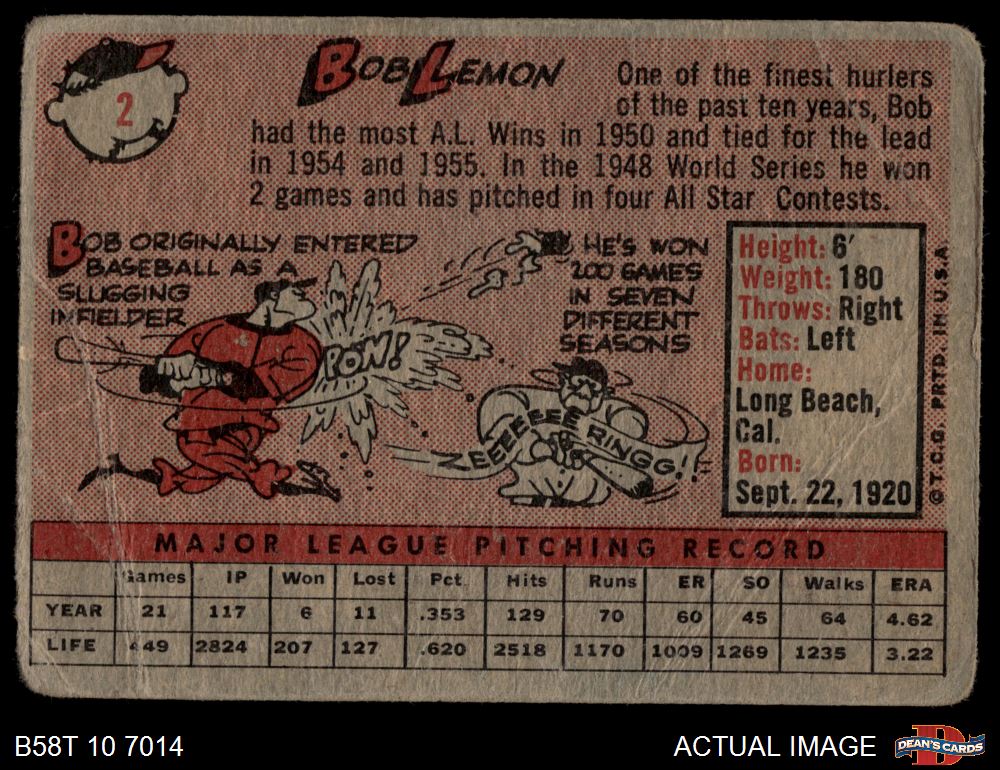 2
BOB LEMON
One of the finest hurlers
of the past ten years, Bob
had the most A.L. Wins in 1950 and tied for the lead
in 1954 and 1955. In the 1948 World Series he won
2 games and has pitched in four All Star Contests.
BOB ORIGINALLY ENTERED
BASEBALL AS A
SLUGGING
INFIELDER
POW!
HE'S WON
200 GAMES
IN SEVEN
DIFFERENT
SEASONS
ZEEEEEEE RINGG!!
Height: 6'
Weight: 180
Throws: Right
Bats: Left
Home:
Long Beach,
Cal.
Born:
Sept. 22, 1920
©T.C.G. PRTD. IN U.S.A
MAJOR LEAGUE PITCHING RECORD
Games IP Won Lost Pct. Hits Runs ER SO Walks ERA
YEAR 21 117 6 11 .353 129 70 60 45 64 4.62
LIFE 449 2824 207 127 .620 2518 1170 1009 1269 1235 3.22
B58T 10 7014
ACTUAL IMAGE
D
DEAN'S CARDS